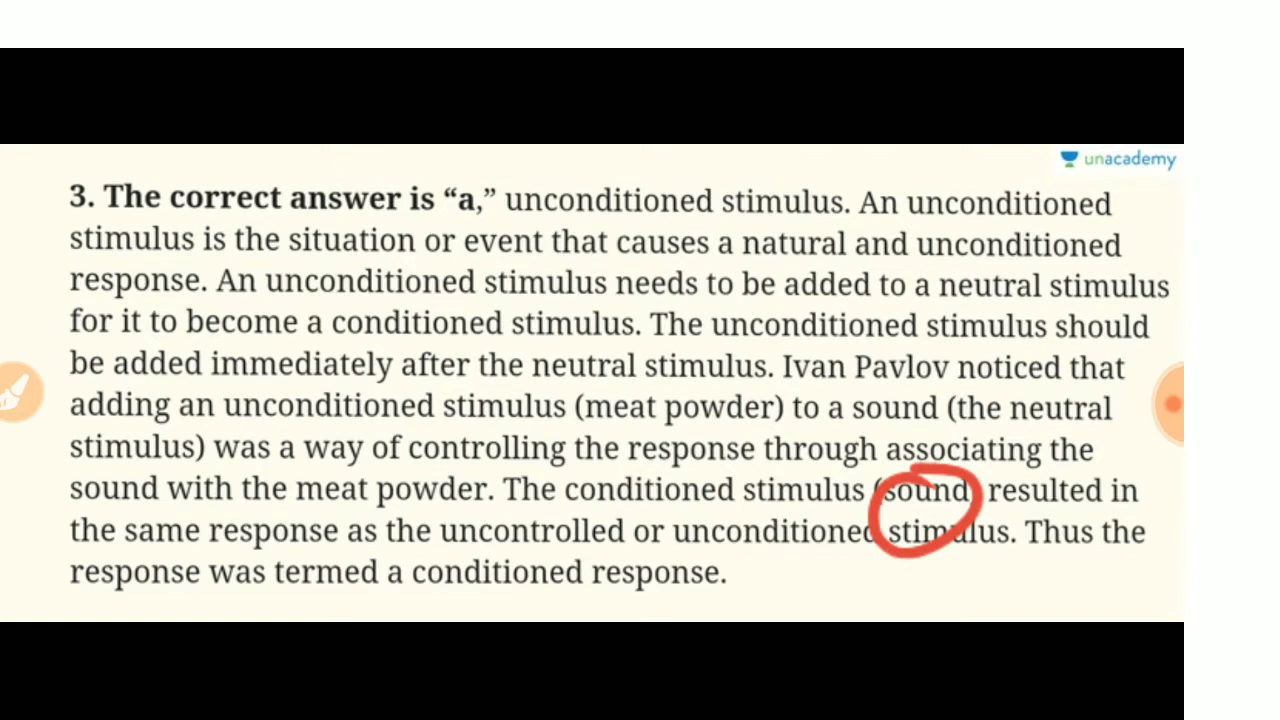 unacademy
3. The correct answer is “a,” unconditioned stimulus. An unconditioned
stimulus is the situation or event that causes a natural and unconditioned
response. An unconditioned stimulus needs to be added to a neutral stimulus
for it to become a conditioned stimulus. The unconditioned stimulus should
be added immediately after the neutral stimulus. Ivan Pavlov noticed that
adding an unconditioned stimulus (meat powder) to a sound (the neutral
stimulus) was a way of controlling the response through associating the
sound with the meat powder. The conditioned stimulus (sound) resulted in
the same response as the uncontrolled or unconditioned stimulus. Thus the
response was termed a conditioned response.